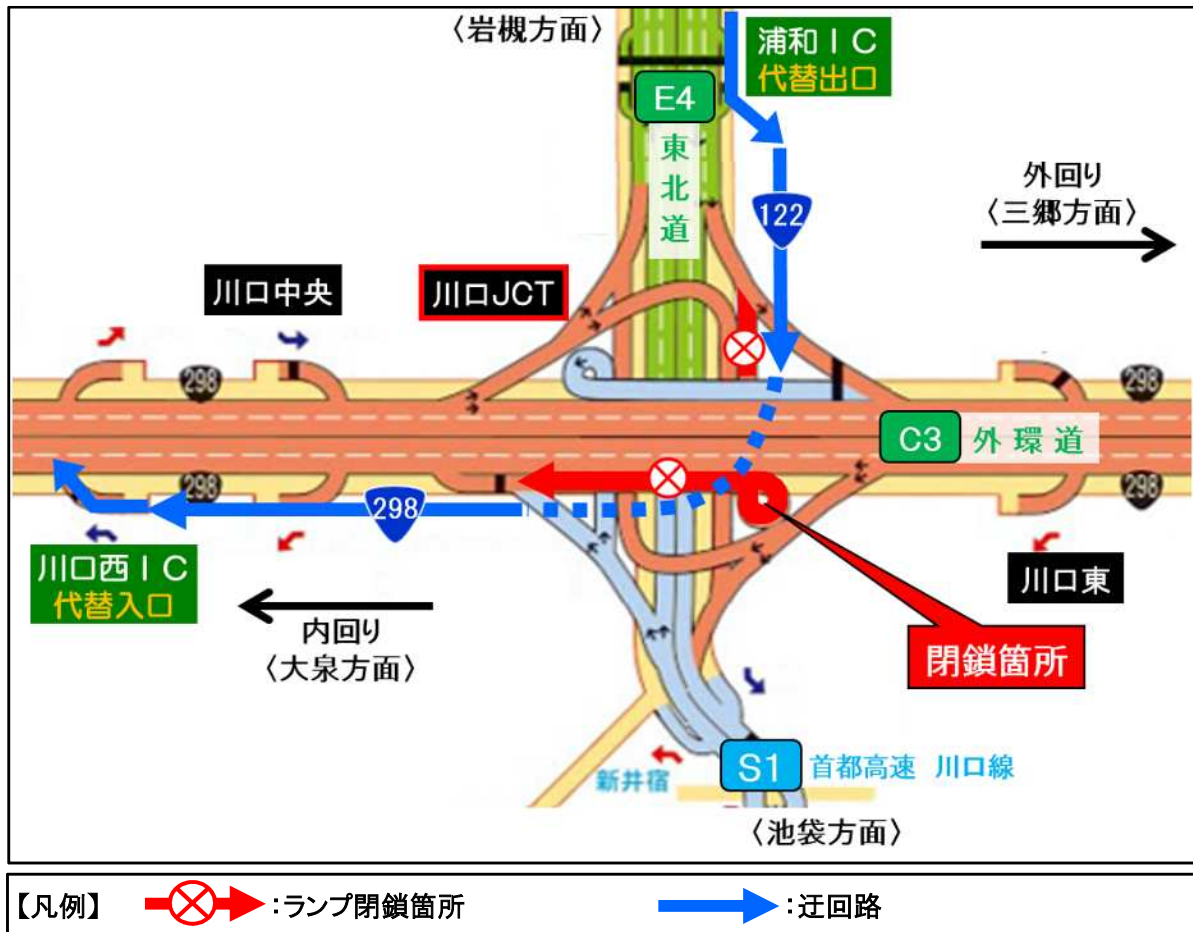 〈岩槻方面〉
浦和IC
代替出口
E4
東北道
122
外回り
〈三郷方面〉
川口中央
川口JCT
298
298
298
C3 外環道
298
298
298
川口西IC
代替入口
内回り
〈大泉方面〉
川口東
閉鎖箇所
S1 首都高速 川口線
新井宿
〈池袋方面〉
【凡例】 :ランプ閉鎖箇所 :迂回路